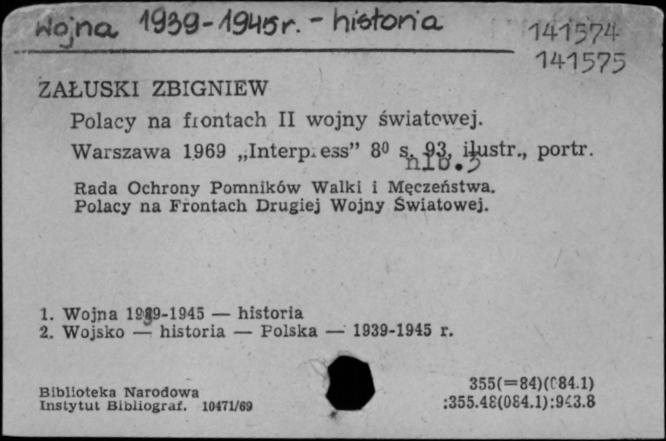 Wojna 1939-1945r. - historia
141574
141575
ZAŁUSKI ZBIGNIEW
Polacy na frontach II wojny światowej.
Warszawa 1969 „Interpress” 8⁰ s. 93, ilustr., portr.
nlb. 3
Rada Ochrony Pomników Walki i Męczeństwa.
Polacy na Frontach Drugiej Wojny Światowej.
1. Wojna 1939-1945 — historia
2. Wojsko — historia — Polska — 1939-1945 r.
Biblioteka Narodowa
Instytut Bibliograf. 10471/69
355(=84)(084.1)
:355.48(084.1):943.8